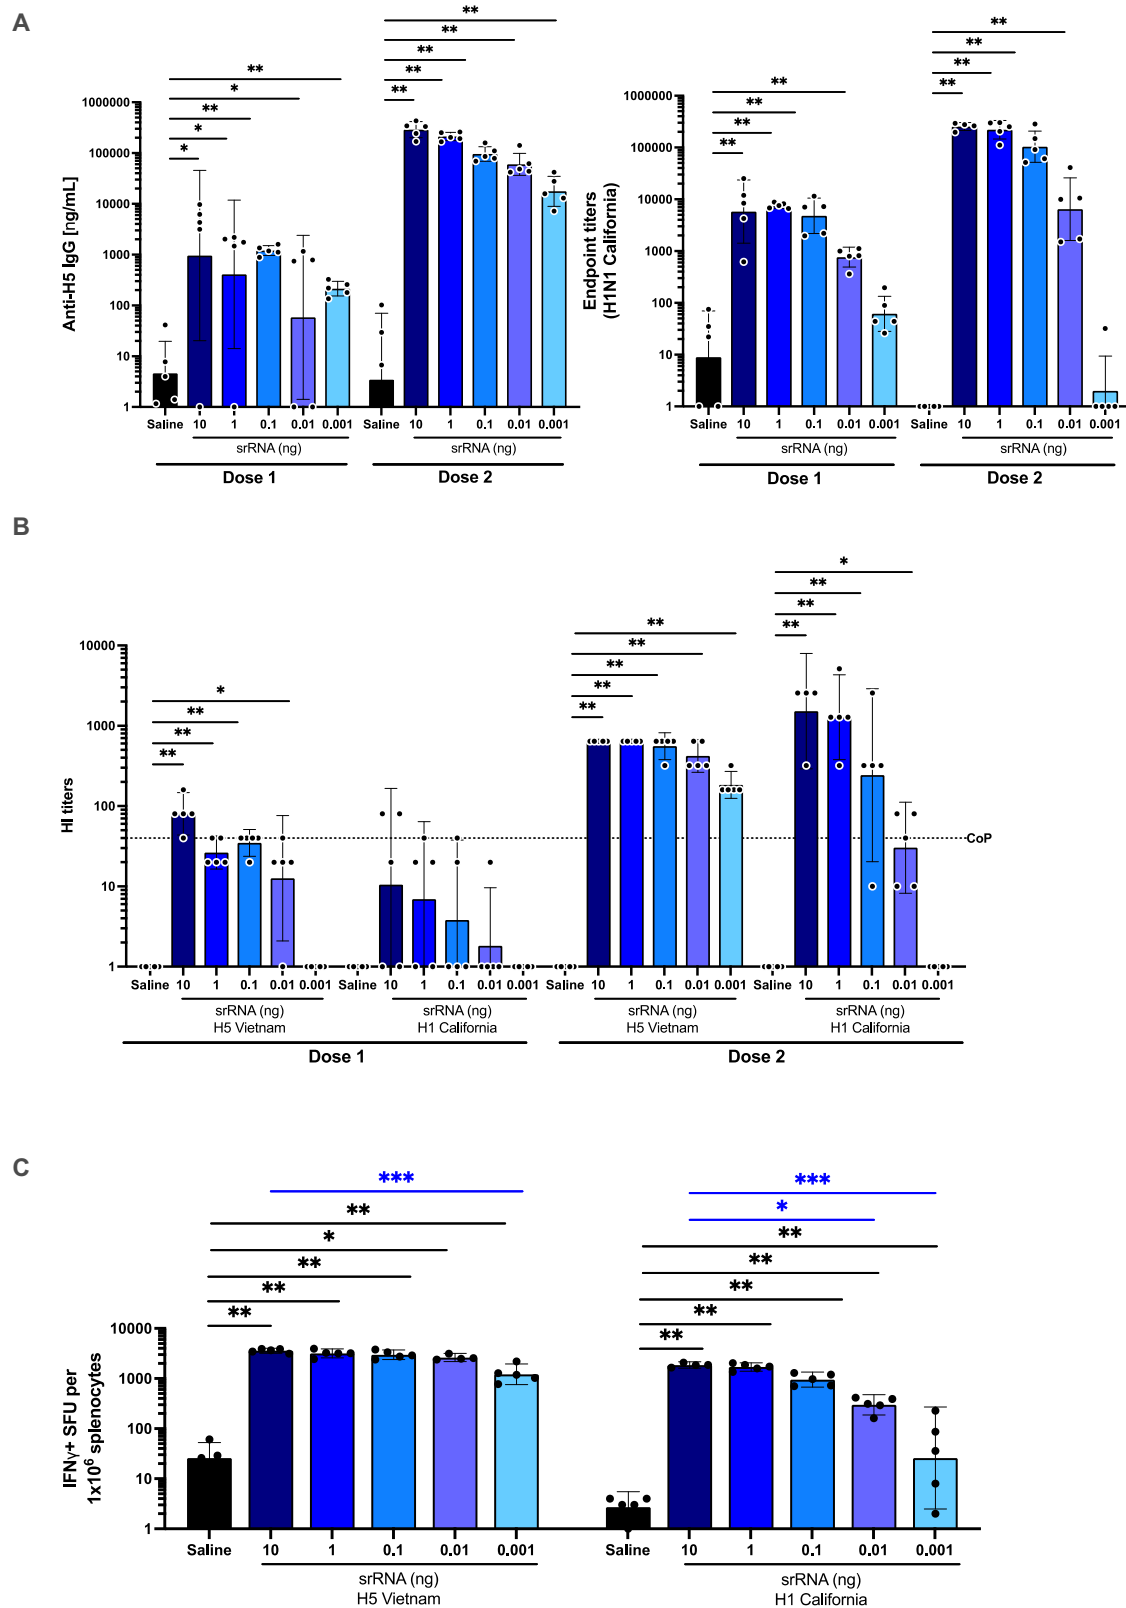 A
** ** * ** * *
** ** ** ** **
Anti-H5 IgG [ng/mL]
1000000
100000
10000
1000
100
10
1
Saline 10 1 0.1 0.01 0.001 Saline 10 1 0.1 0.01 0.001
srRNA (ng) srRNA (ng)
Dose 1 Dose 2
** ** ** **
** ** ** **
Endpoint titers
(H1N1 California)
1000000
100000
10000
1000
100
10
1
Saline 10 1 0.1 0.01 0.001 Saline 10 1 0.1 0.01 0.001
srRNA (ng) srRNA (ng)
Dose 1 Dose 2
B
* ** ** **
** ** ** ** **
* ** ** **
HI titers
10000
1000
100
10
1
CoP
Saline 10 1 0.1 0.01 0.001 Saline 10 1 0.1 0.01 0.001 Saline 10 1 0.1 0.01 0.001 Saline 10 1 0.1 0.01 0.001
srRNA (ng) srRNA (ng) srRNA (ng) srRNA (ng)
H5 Vietnam H1 California H5 Vietnam H1 California
Dose 1 Dose 2
C
*** ** * ** ** **
*** * ** ** ** ** **
IFNγ+ SFU per
1x10⁶ splenocytes
10000
1000
100
10
1
Saline 10 1 0.1 0.01 0.001 Saline 10 1 0.1 0.01 0.001
srRNA (ng) srRNA (ng)
H5 Vietnam H1 California